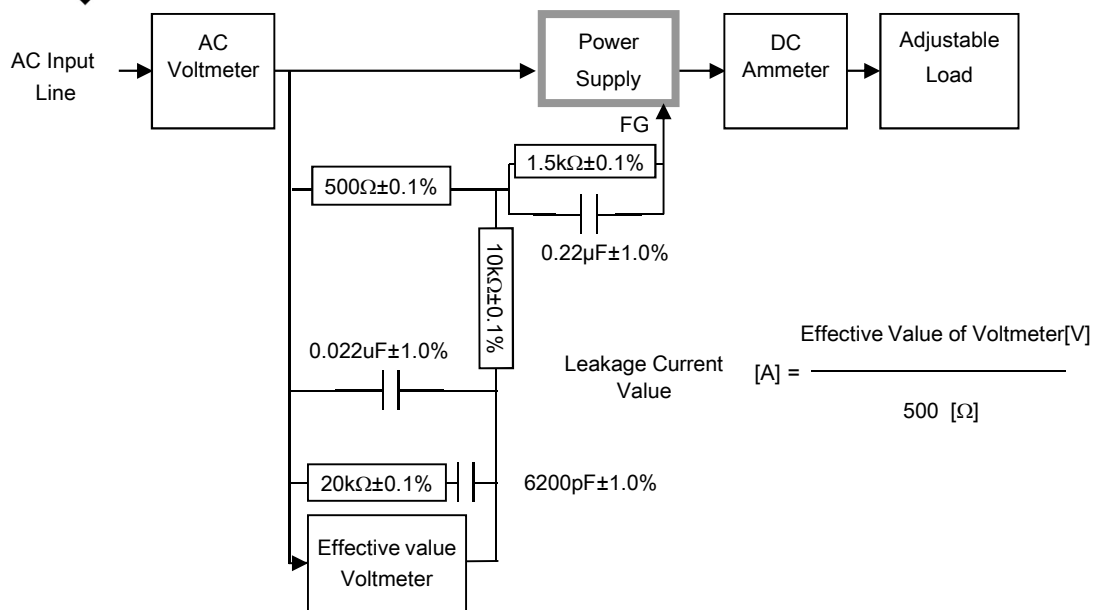 AC Input
Line
AC
Voltmeter
Power
Supply
DC
Ammeter
Adjustable
Load
FG
1.5kΩ±0.1%
500Ω±0.1%
0.22µF±1.0%
10kΩ±0.1%
0.022uF±1.0%
Leakage Current
Value
[A] =
Effective Value of Voltmeter[V]
500 [Ω]
20kΩ±0.1%
6200pF±1.0%
Effective value
Voltmeter